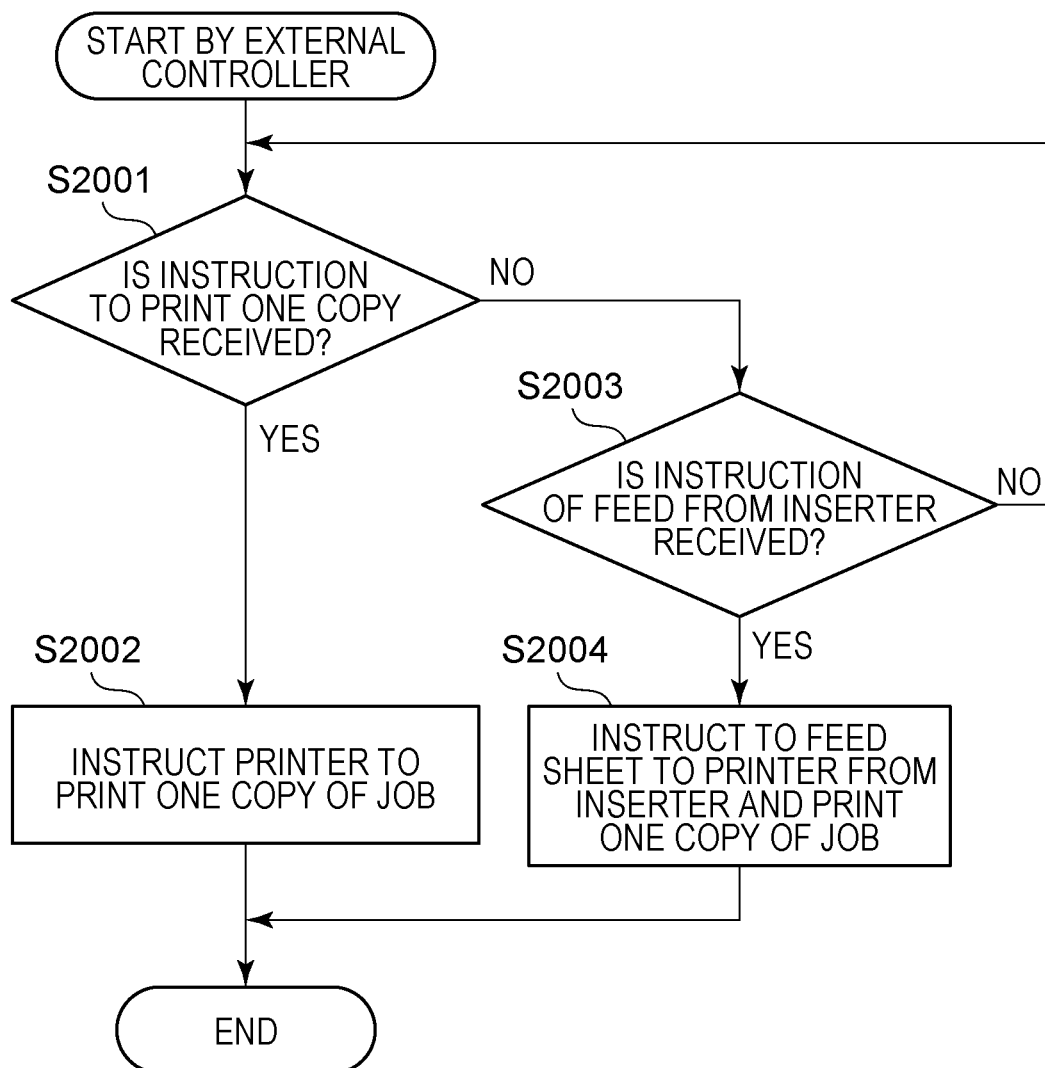 START BY EXTERNAL
CONTROLLER
S2001
IS INSTRUCTION
TO PRINT ONE COPY
RECEIVED?
NO
YES
S2003
IS INSTRUCTION
OF FEED FROM INSERTER
RECEIVED?
NO
YES
S2002
INSTRUCT PRINTER TO
PRINT ONE COPY OF JOB
S2004
INSTRUCT TO FEED
SHEET TO PRINTER FROM
INSERTER AND PRINT
ONE COPY OF JOB
END